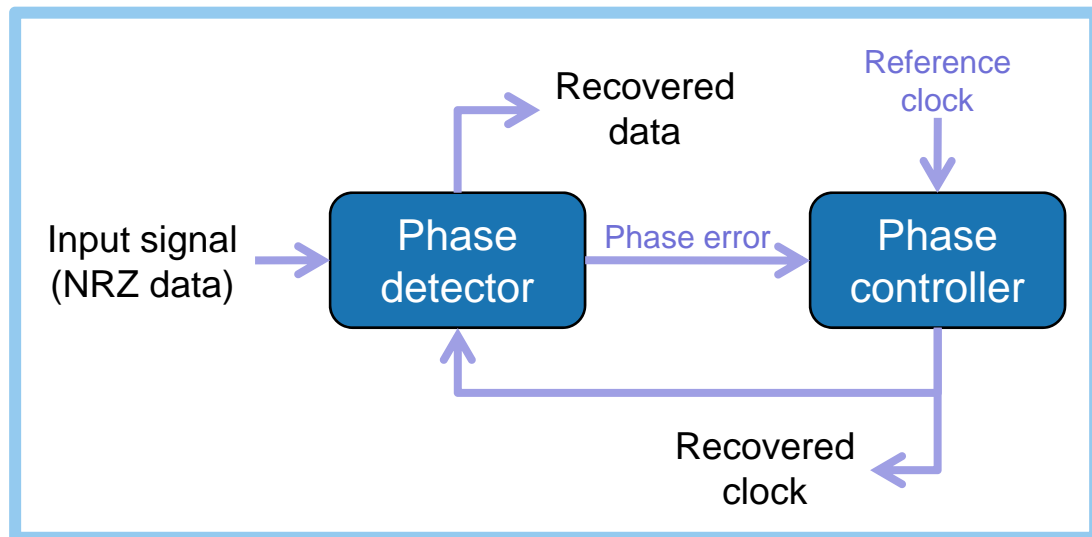 Recovered
data
Reference
clock
Input signal
(NRZ data)
Phase
detector
Phase error
Phase
controller
Recovered
clock